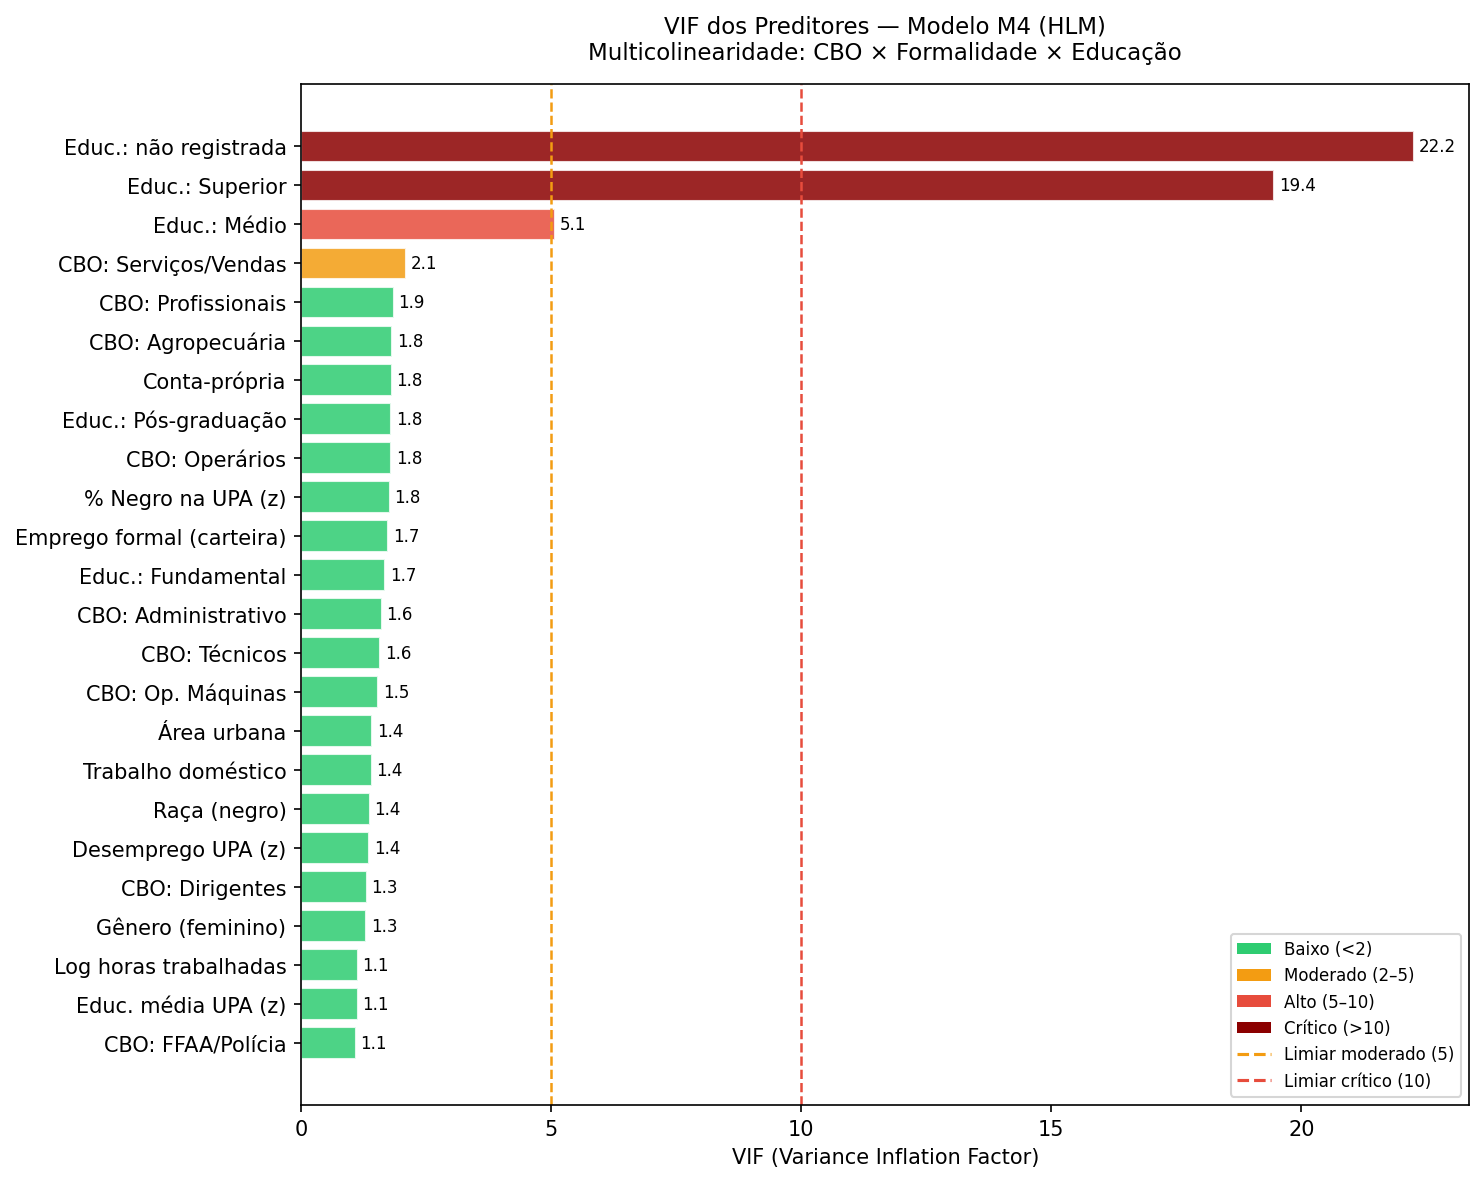 VIF dos Preditores — Modelo M4 (HLM)
Multicolinearidade: CBO × Formalidade × Educação
Educ.: não registrada 22.2
Educ.: Superior 19.4
Educ.: Médio 5.1
CBO: Serviços/Vendas 2.1
CBO: Profissionais 1.9
CBO: Agropecuária 1.8
Conta-própria 1.8
Educ.: Pós-graduação 1.8
CBO: Operários 1.8
% Negro na UPA (z) 1.8
Emprego formal (carteira) 1.7
Educ.: Fundamental 1.7
CBO: Administrativo 1.6
CBO: Técnicos 1.6
CBO: Op. Máquinas 1.5
Área urbana 1.4
Trabalho doméstico 1.4
Raça (negro) 1.4
Desemprego UPA (z) 1.4
CBO: Dirigentes 1.3
Gênero (feminino) 1.3
Log horas trabalhadas 1.1
Educ. média UPA (z) 1.1
CBO: FFAA/Polícia 1.1
Baixo (<2)
Moderado (2–5)
Alto (5–10)
Crítico (>10)
Limiar moderado (5)
Limiar crítico (10)
0 5 10 15 20
VIF (Variance Inflation Factor)